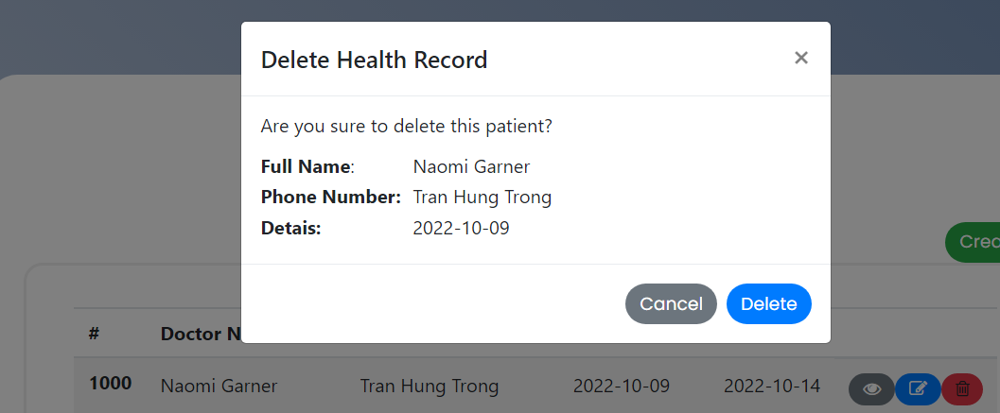 Delete Health Record ×
Are you sure to delete this patient?
Full Name: Naomi Garner
Phone Number: Tran Hung Trong
Detais: 2022-10-09
Crea
Cancel Delete
# Doctor N
1000 Naomi Garner Tran Hung Trong 2022-10-09 2022-10-14